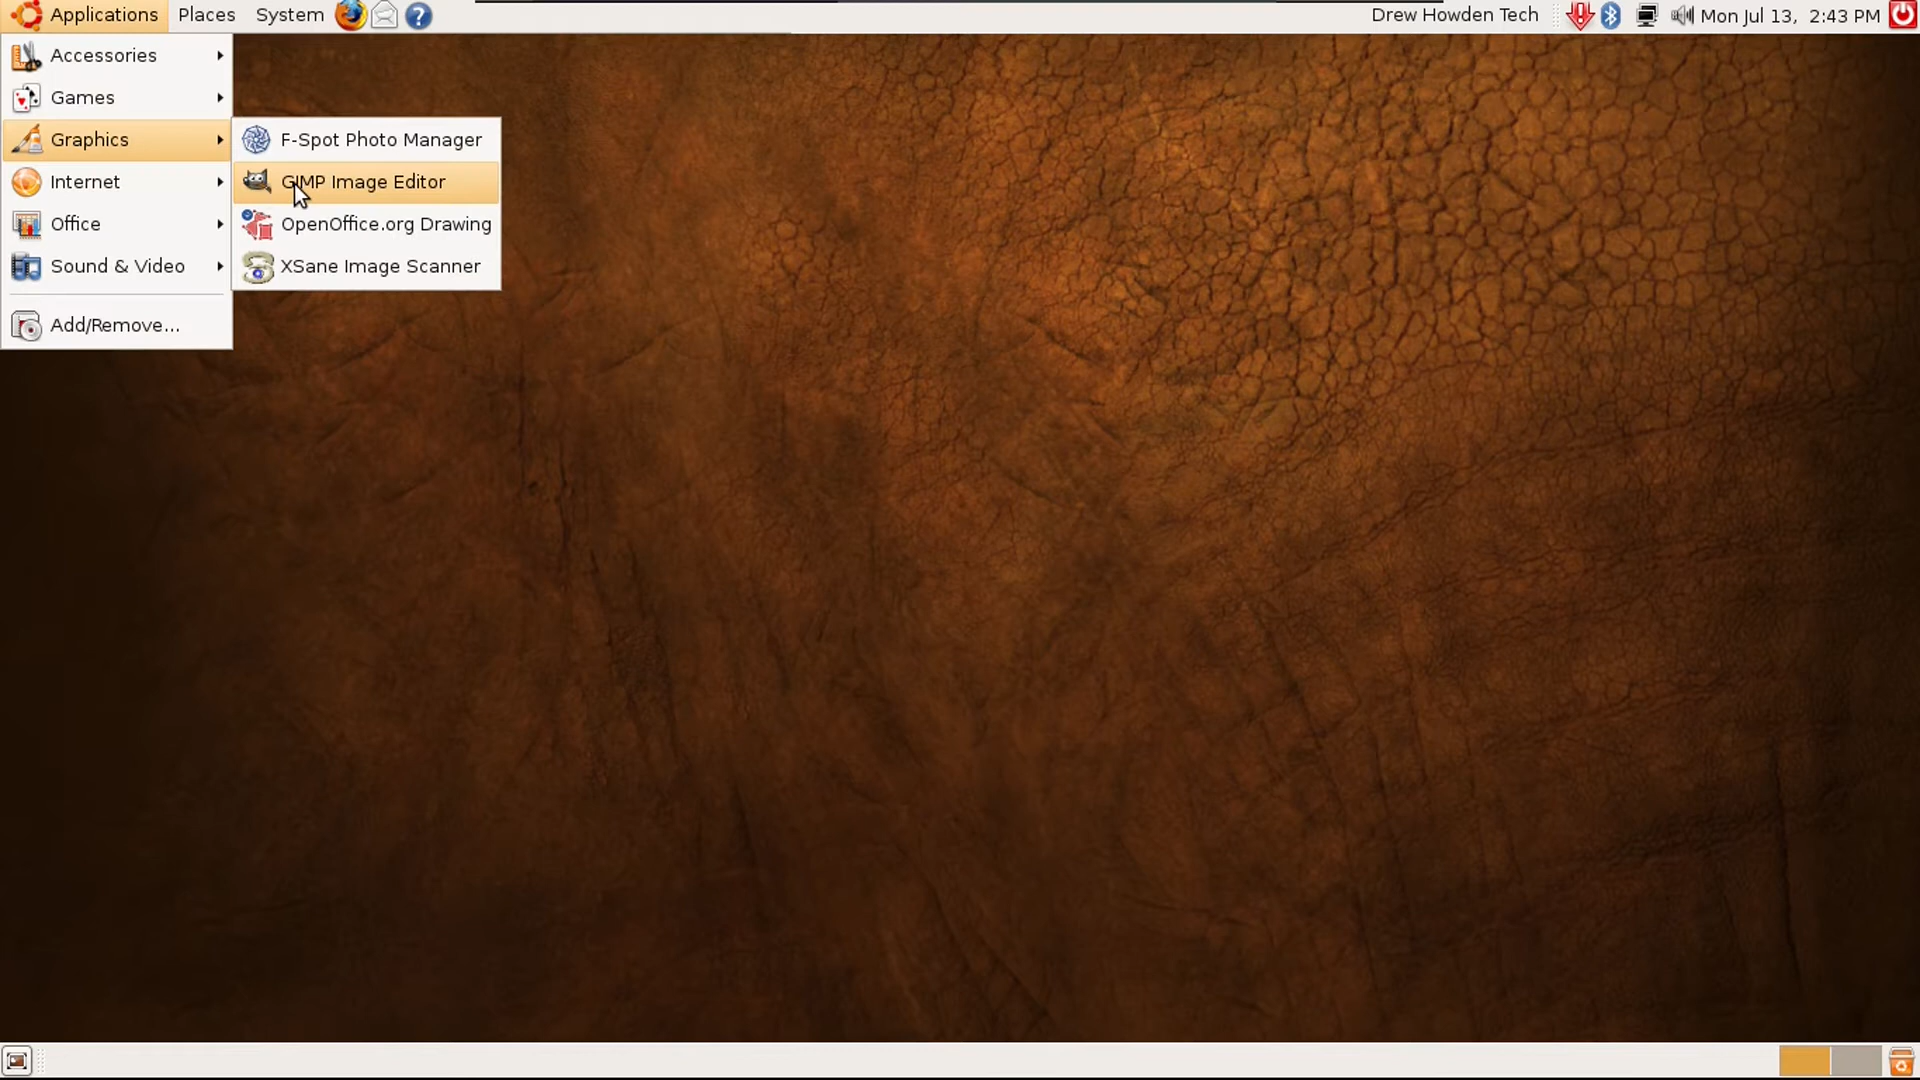 Applications Places System Drew Howden Tech Mon Jul 13, 2:43 PM
Accessories
Games
Graphics
Internet
Office
Sound & Video
Add/Remove...
F-Spot Photo Manager
GIMP Image Editor
OpenOffice.org Drawing
XSane Image Scanner